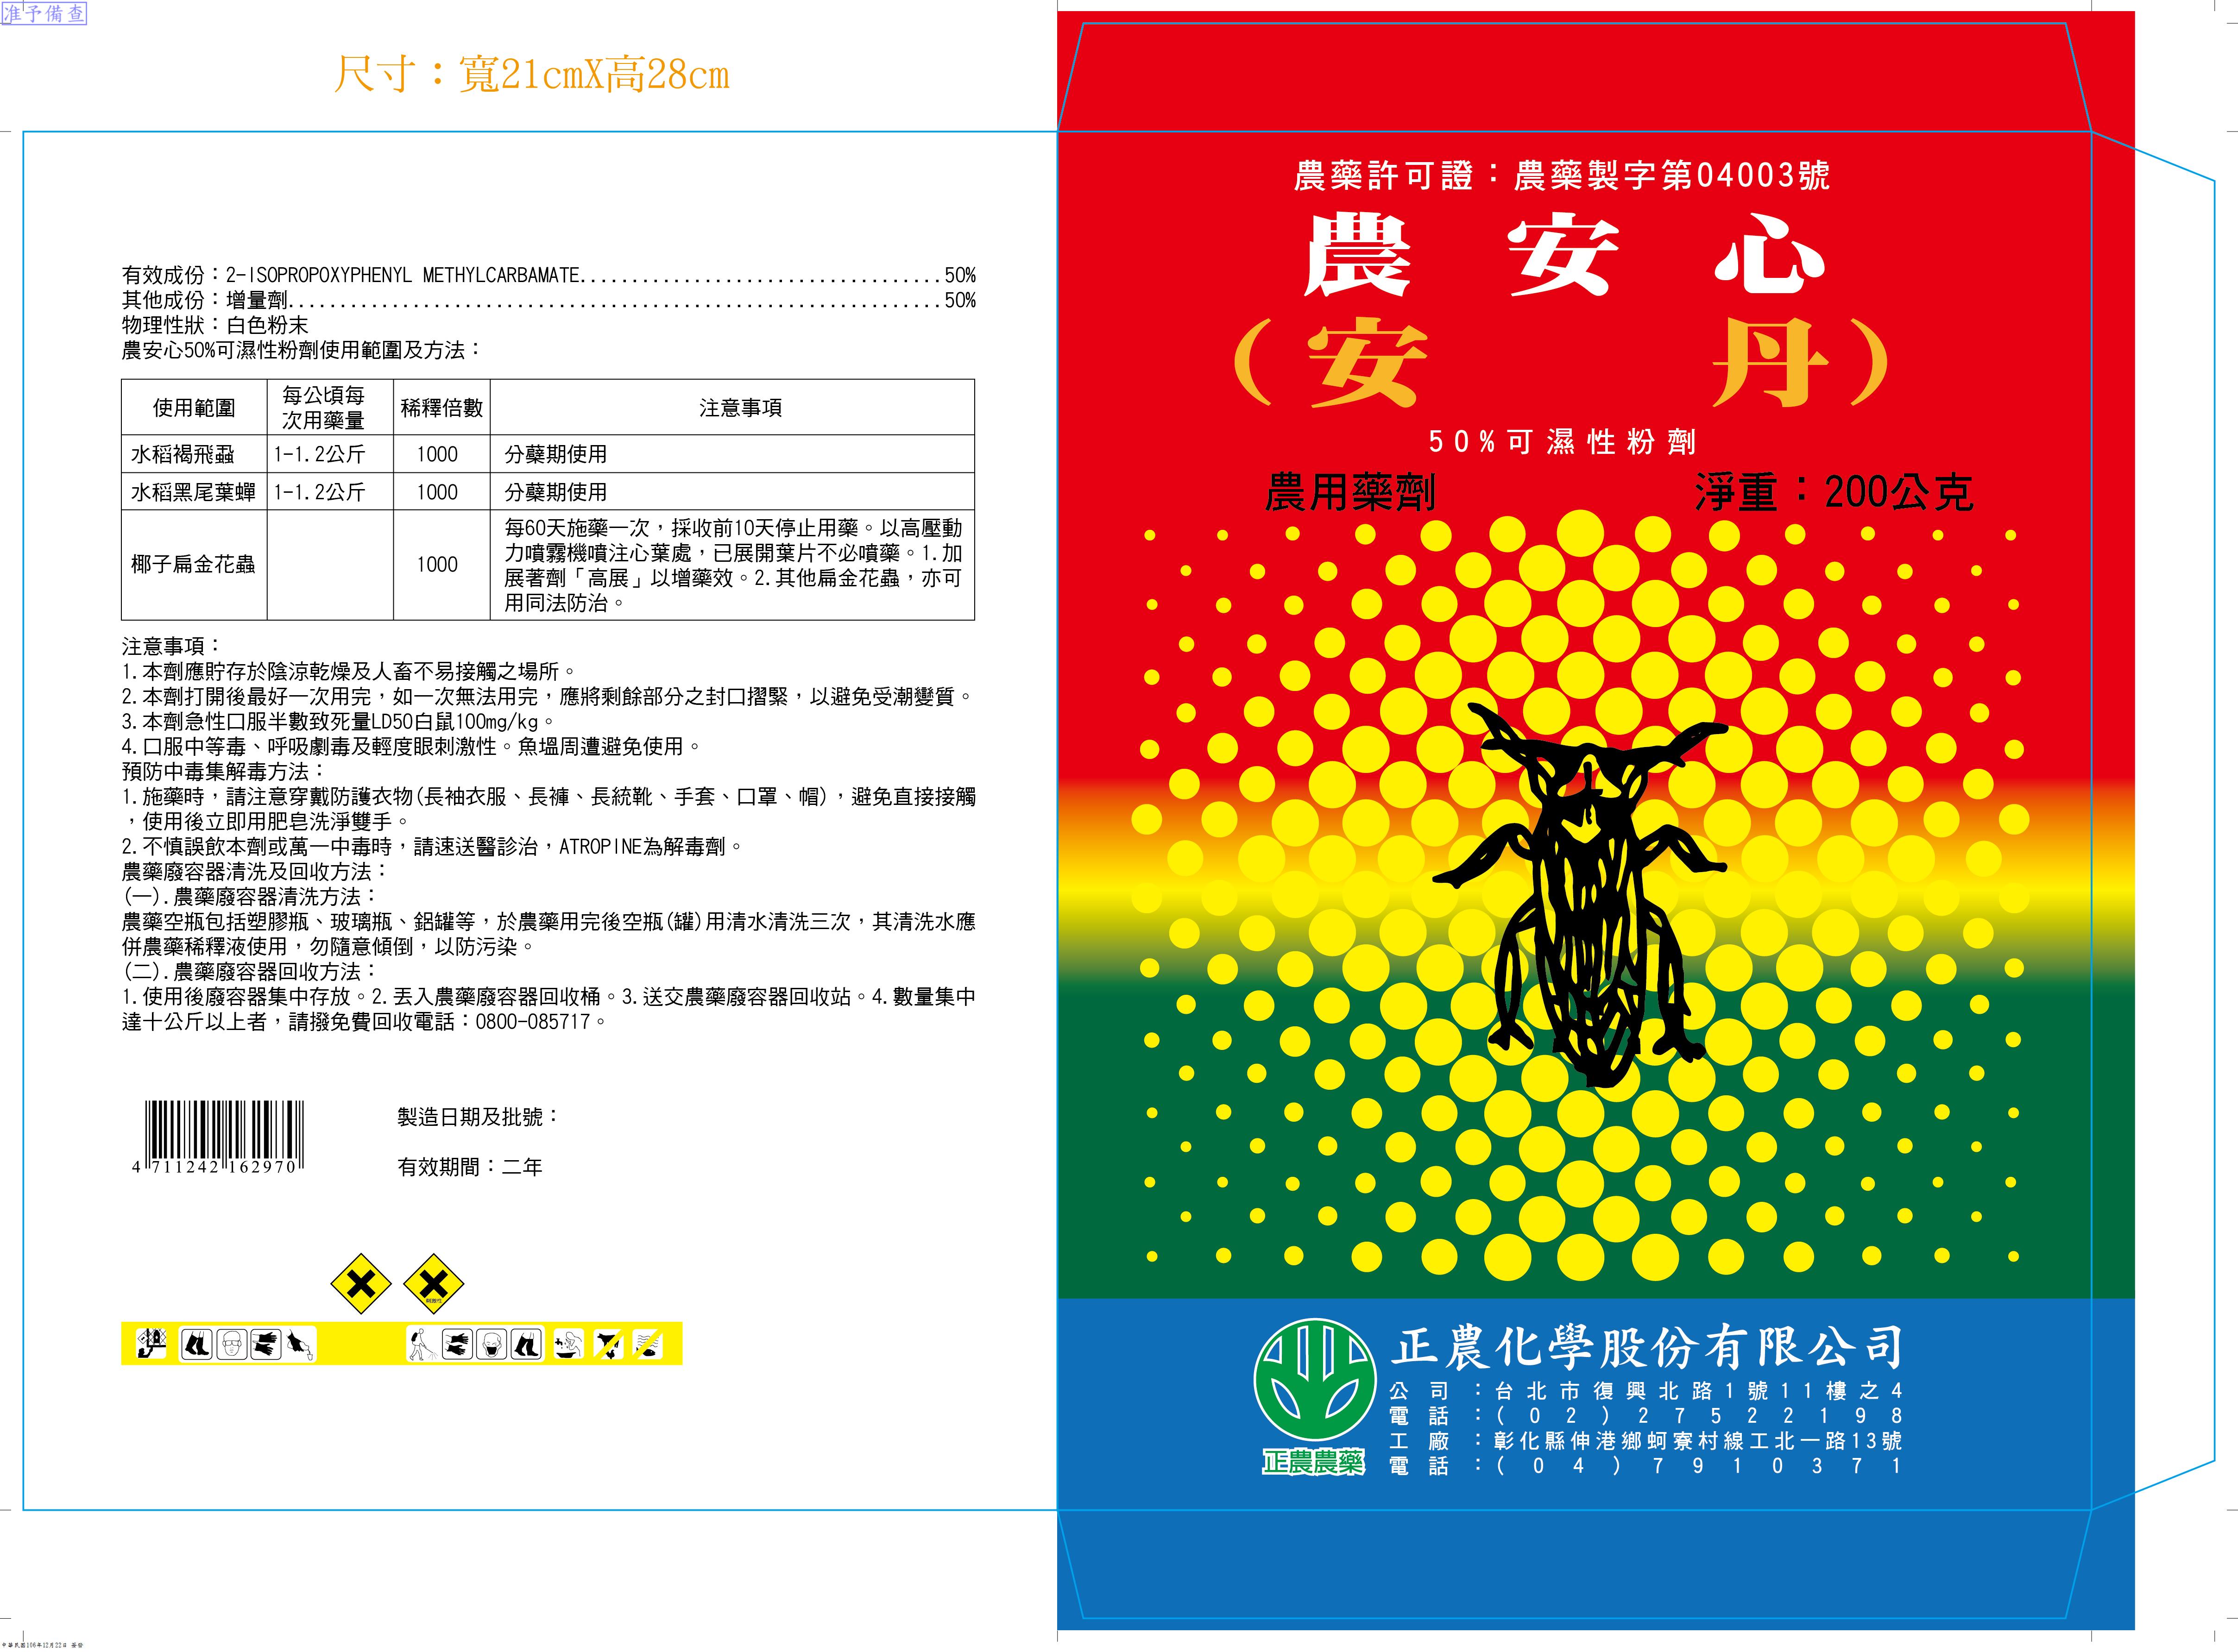 准予備查
尺寸：寬21cmX高28cm
有效成份：2-ISOPROPOXYPHENYL METHYLCARBAMATE...................................50%
其他成份：增量劑...............................................................50%
物理性狀：白色粉末
農安心50%可濕性粉劑使用範圍及方法：
使用範圍 每公頃每次用藥量 稀釋倍數 注意事項
水稻褐飛蝨 1-1.2公斤 1000 分蘗期使用
水稻黑尾葉蟬 1-1.2公斤 1000 分蘗期使用
椰子扁金花蟲 1000
每60天施藥一次，採收前10天停止用藥。以高壓動
力噴霧機噴注心葉處，已展開葉片不必噴藥。1.加
展著劑「高展」以增藥效。2.其他扁金花蟲，亦可
用同法防治。
注意事項：
1.本劑應貯存於陰涼乾燥及人畜不易接觸之場所。
2.本劑打開後最好一次用完，如一次無法用完，應將剩餘部分之封口摺緊，以避免受潮變質。
3.本劑急性口服半數致死量LD50白鼠100mg/kg。
4.口服中等毒、呼吸劇毒及輕度眼刺激性。魚塭周遭避免使用。
預防中毒集解毒方法：
1.施藥時，請注意穿戴防護衣物(長袖衣服、長褲、長統靴、手套、口罩、帽)，避免直接接觸
，使用後立即用肥皂洗淨雙手。
2.不慎誤飲本劑或萬一中毒時，請速送醫診治，ATROPINE為解毒劑。
農藥廢容器清洗及回收方法：
(一).農藥廢容器清洗方法：
農藥空瓶包括塑膠瓶、玻璃瓶、鋁罐等，於農藥用完後空瓶(罐)用清水清洗三次，其清洗水應
併農藥稀釋液使用，勿隨意傾倒，以防污染。
(二).農藥廢容器回收方法：
1.使用後廢容器集中存放。2.丟入農藥廢容器回收桶。3.送交農藥廢容器回收站。4.數量集中
達十公斤以上者，請撥免費回收電話：0800-085717。
4 711242 162970
製造日期及批號：
有效期間：二年
刺激性
中華民國106年12月22日 簽發
農藥許可證：農藥製字第04003號
農安心
（安丹）
50%可濕性粉劑
農用藥劑 淨重：200公克
正農農藥
正農化學股份有限公司
公司：台北市復興北路1號11樓之4
電話：(02)27522198
工廠：彰化縣伸港鄉蚵寮村線工北一路13號
電話：(04)7910371